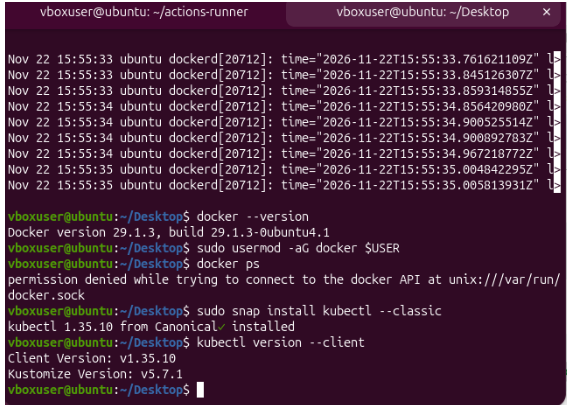 vboxuser@ubuntu: ~/actions-runner
vboxuser@ubuntu: ~/Desktop ×
Nov 22 15:55:33 ubuntu dockerd[20712]: time="2026-11-22T15:55:33.761621109Z" l>
Nov 22 15:55:33 ubuntu dockerd[20712]: time="2026-11-22T15:55:33.845126307Z" l>
Nov 22 15:55:33 ubuntu dockerd[20712]: time="2026-11-22T15:55:33.859314855Z" l>
Nov 22 15:55:34 ubuntu dockerd[20712]: time="2026-11-22T15:55:34.856420980Z" l>
Nov 22 15:55:34 ubuntu dockerd[20712]: time="2026-11-22T15:55:34.900525514Z" l>
Nov 22 15:55:34 ubuntu dockerd[20712]: time="2026-11-22T15:55:34.900892783Z" l>
Nov 22 15:55:34 ubuntu dockerd[20712]: time="2026-11-22T15:55:34.967218772Z" l>
Nov 22 15:55:35 ubuntu dockerd[20712]: time="2026-11-22T15:55:35.004842295Z" l>
Nov 22 15:55:35 ubuntu dockerd[20712]: time="2026-11-22T15:55:35.005813931Z" l>
vboxuser@ubuntu:~/Desktop$ docker --version
Docker version 29.1.3, build 29.1.3-0ubuntu4.1
vboxuser@ubuntu:~/Desktop$ sudo usermod -aG docker $USER
vboxuser@ubuntu:~/Desktop$ docker ps
permission denied while trying to connect to the docker API at unix:///var/run/
docker.sock
vboxuser@ubuntu:~/Desktop$ sudo snap install kubectl --classic
kubectl 1.35.10 from Canonical✓ installed
vboxuser@ubuntu:~/Desktop$ kubectl version --client
Client Version: v1.35.10
Kustomize Version: v5.7.1
vboxuser@ubuntu:~/Desktop$